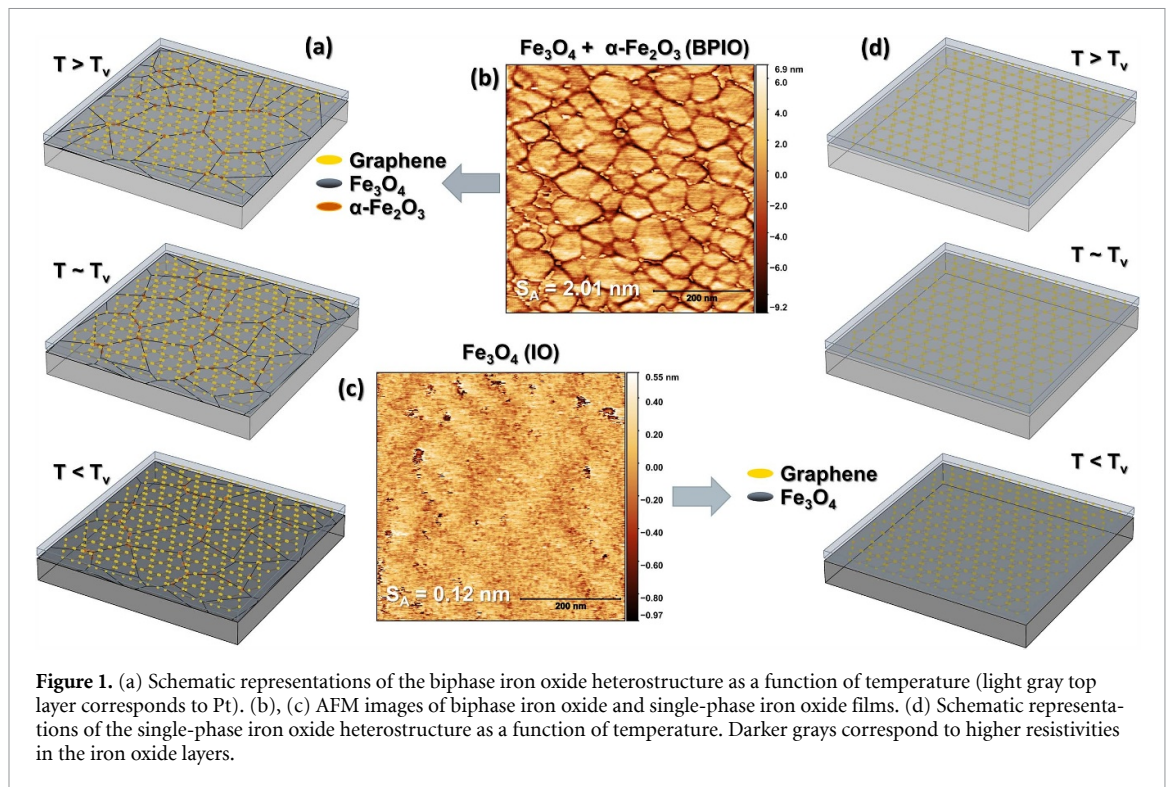 (a)
T > Tᵥ
Graphene
Fe₃O₄
α-Fe₂O₃
T ~ Tᵥ
T < Tᵥ
Fe₃O₄ + α-Fe₂O₃ (BPIO)
(b)
6.9 nm
6.0
4.0
2.0
0.0
−2.0
−4.0
−6.0
−9.2
S_A = 2.01 nm
200 nm
Fe₃O₄ (IO)
(c)
0.55 nm
0.40
0.20
0.00
−0.20
−0.40
−0.60
−0.80
−0.97
S_A = 0.12 nm
200 nm
Graphene
Fe₃O₄
(d)
T > Tᵥ
T ~ Tᵥ
T < Tᵥ
Figure 1. (a) Schematic representations of the biphase iron oxide heterostructure as a function of temperature (light gray top
layer corresponds to Pt). (b), (c) AFM images of biphase iron oxide and single-phase iron oxide films. (d) Schematic representa-
tions of the single-phase iron oxide heterostructure as a function of temperature. Darker grays correspond to higher resistivities
in the iron oxide layers.